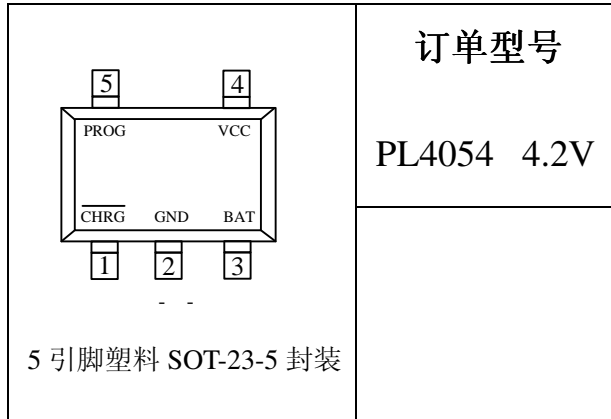 5 4
PROG VCC
CHRG GND BAT
1 2 3
- -
5 引脚塑料 SOT-23-5 封装
订单型号
PL4054 4.2V